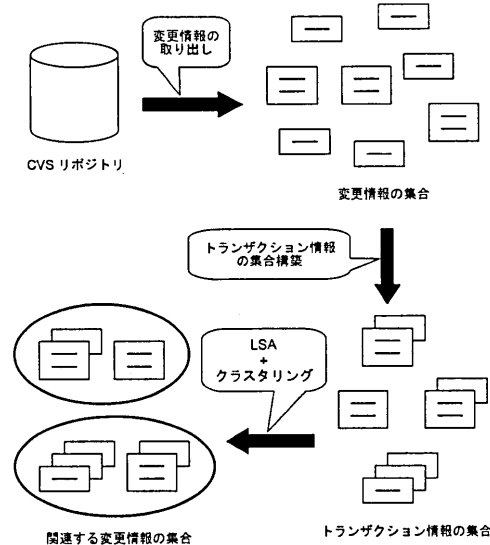 変更情報の
取り出し
CVS リポジトリ
変更情報の集合
トランザクション情報
の集合構築
LSA
+
クラスタリング
関連する変更情報の集合
トランザクション情報の集合